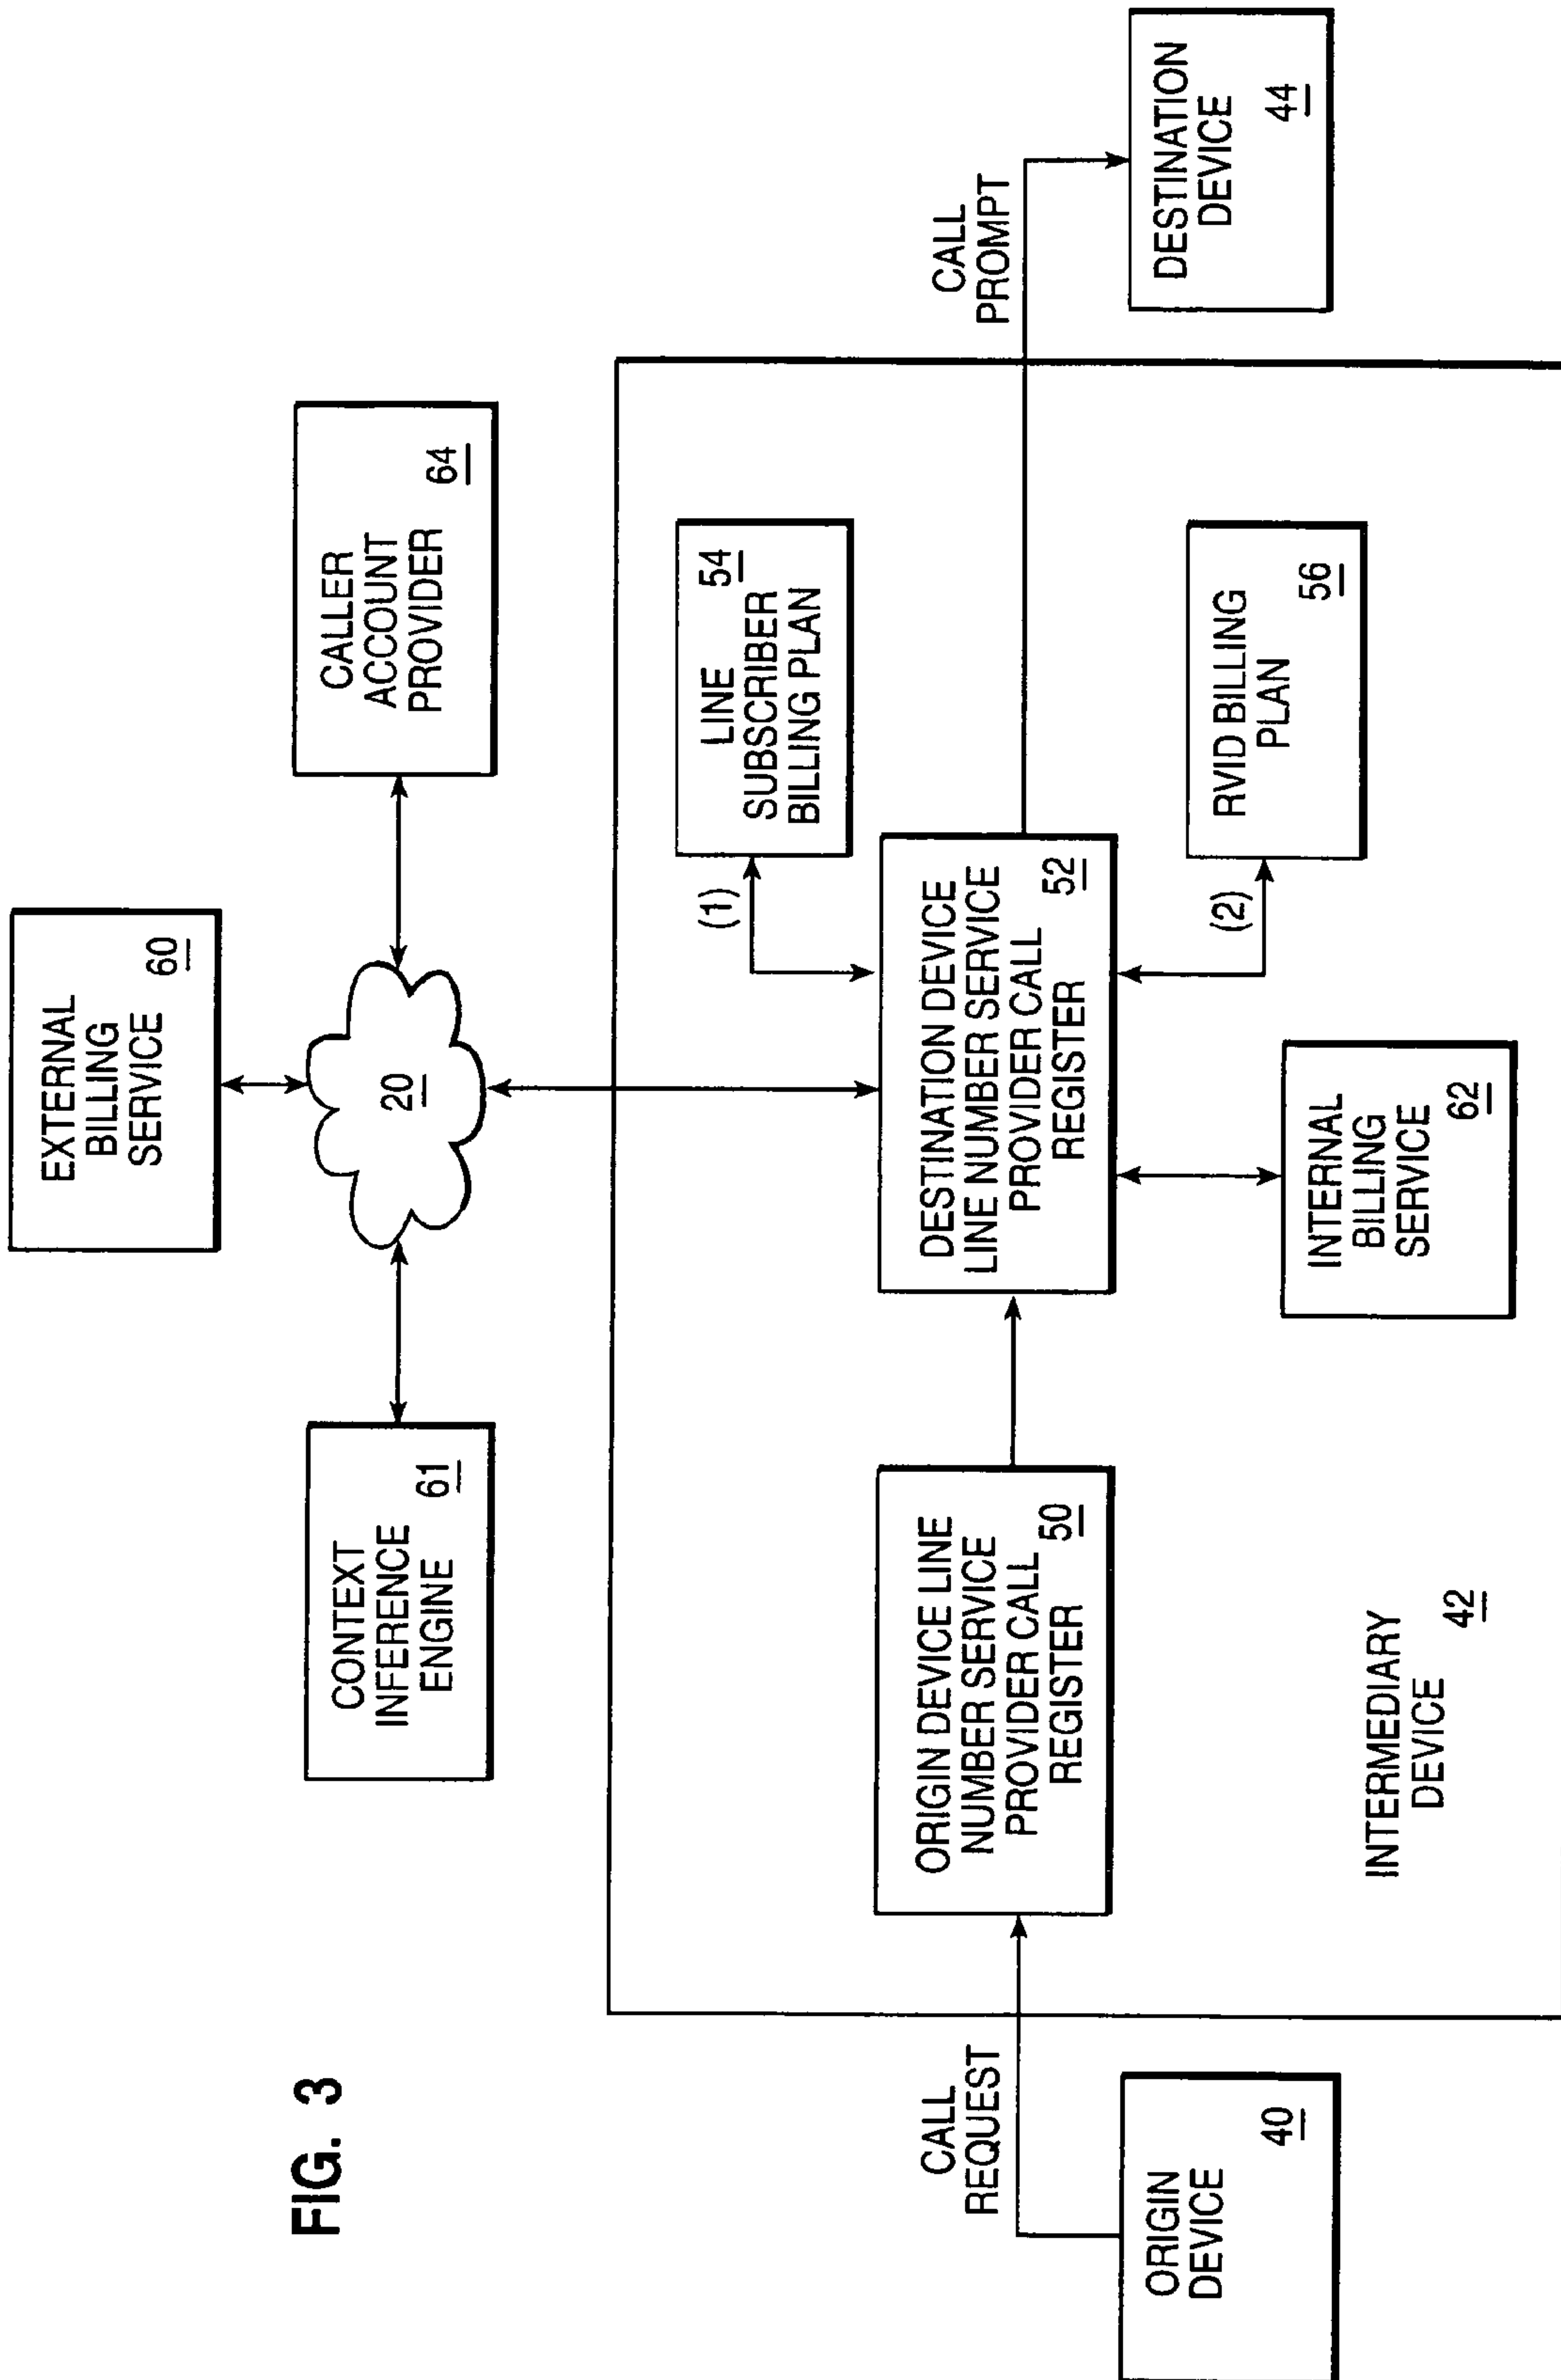 FIG. 3
EXTERNAL
BILLING
SERVICE
60
CONTEXT
INFERENCE
ENGINE
61
20
CALLER
ACCOUNT
PROVIDER
64
CALL
REQUEST
ORIGIN
DEVICE
40
ORIGIN DEVICE LINE
NUMBER SERVICE
PROVIDER CALL
REGISTER
50
DESTINATION DEVICE
LINE NUMBER SERVICE
PROVIDER CALL
REGISTER
52
(1)
LINE
SUBSCRIBER
BILLING PLAN
54
(2)
RVID BILLING
PLAN
56
INTERNAL
BILLING
SERVICE
62
INTERMEDIARY
DEVICE
42
CALL
PROMPT
DESTINATION
DEVICE
44